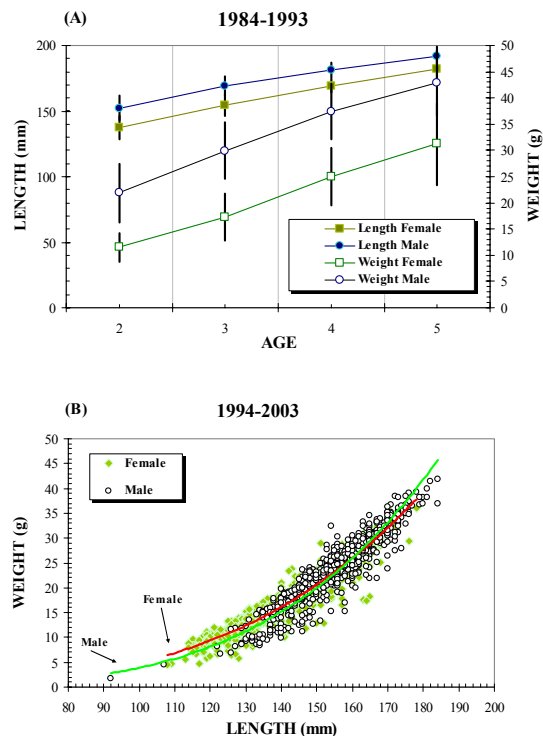 (A)
1984-1993
200
150
100
50
0
LENGTH (mm)
50
45
40
35
30
25
20
15
10
5
0
WEIGHT (g)
Length Female
Length Male
Weight Female
Weight Male
2 3 4 5
AGE
(B)
1994-2003
50
45
40
35
30
25
20
15
10
5
0
WEIGHT (g)
Female
Male
Female
Male
80 90 100 110 120 130 140 150 160 170 180 190 200
LENGTH (mm)